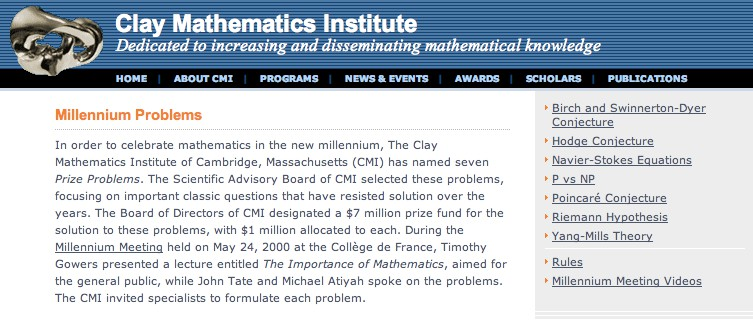 Clay Mathematics Institute
Dedicated to increasing and disseminating mathematical knowledge
HOME | ABOUT CMI | PROGRAMS | NEWS & EVENTS | AWARDS | SCHOLARS | PUBLICATIONS
Millennium Problems
In order to celebrate mathematics in the new millennium, The Clay
Mathematics Institute of Cambridge, Massachusetts (CMI) has named seven
Prize Problems. The Scientific Advisory Board of CMI selected these problems,
focusing on important classic questions that have resisted solution over the
years. The Board of Directors of CMI designated a $7 million prize fund for the
solution to these problems, with $1 million allocated to each. During the
Millennium Meeting held on May 24, 2000 at the Collège de France, Timothy
Gowers presented a lecture entitled The Importance of Mathematics, aimed for
the general public, while John Tate and Michael Atiyah spoke on the problems.
The CMI invited specialists to formulate each problem.
Birch and Swinnerton-Dyer
Conjecture
Hodge Conjecture
Navier-Stokes Equations
P vs NP
Poincaré Conjecture
Riemann Hypothesis
Yang-Mills Theory
Rules
Millennium Meeting Videos